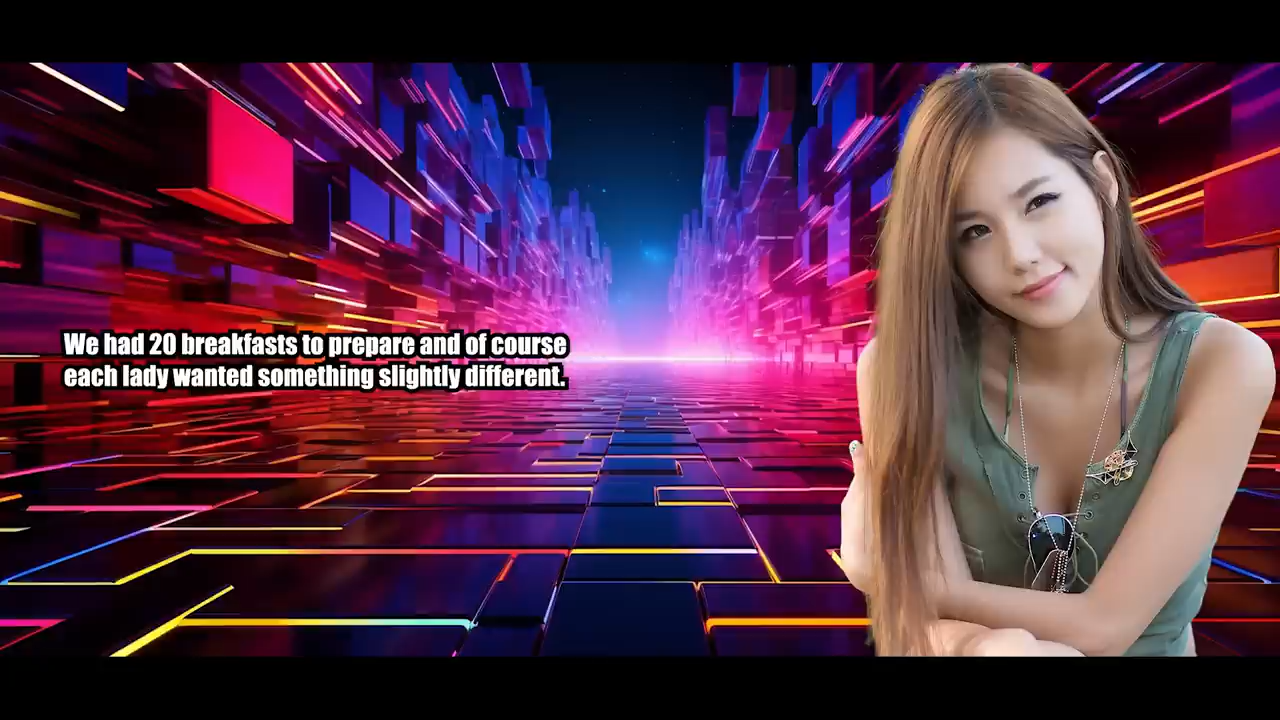 We had 20 breakfasts to prepare and of course
each lady wanted something slightly different.